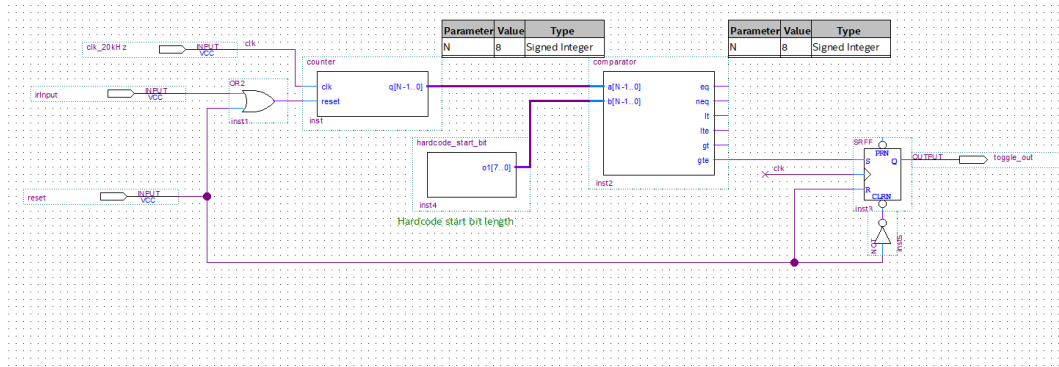 Parameter Value Type
N 8 Signed Integer
Parameter Value Type
N 8 Signed Integer
clk_20kHz INPUT VCC clk
counter
clk q[N-1..0]
reset
inst
comparator
a[N-1..0] eq
b[N-1..0] neq
lt
lte
gt
gte
inst2
irInput INPUT VCC
OR2
inst1
hardcode_start_bit
o1[7..0]
inst4
Hardcode start bit length
reset INPUT VCC
SRFF
PRN
S Q
R
CLRN
inst3
clk
OUTPUT toggle_out
NOT
inst5